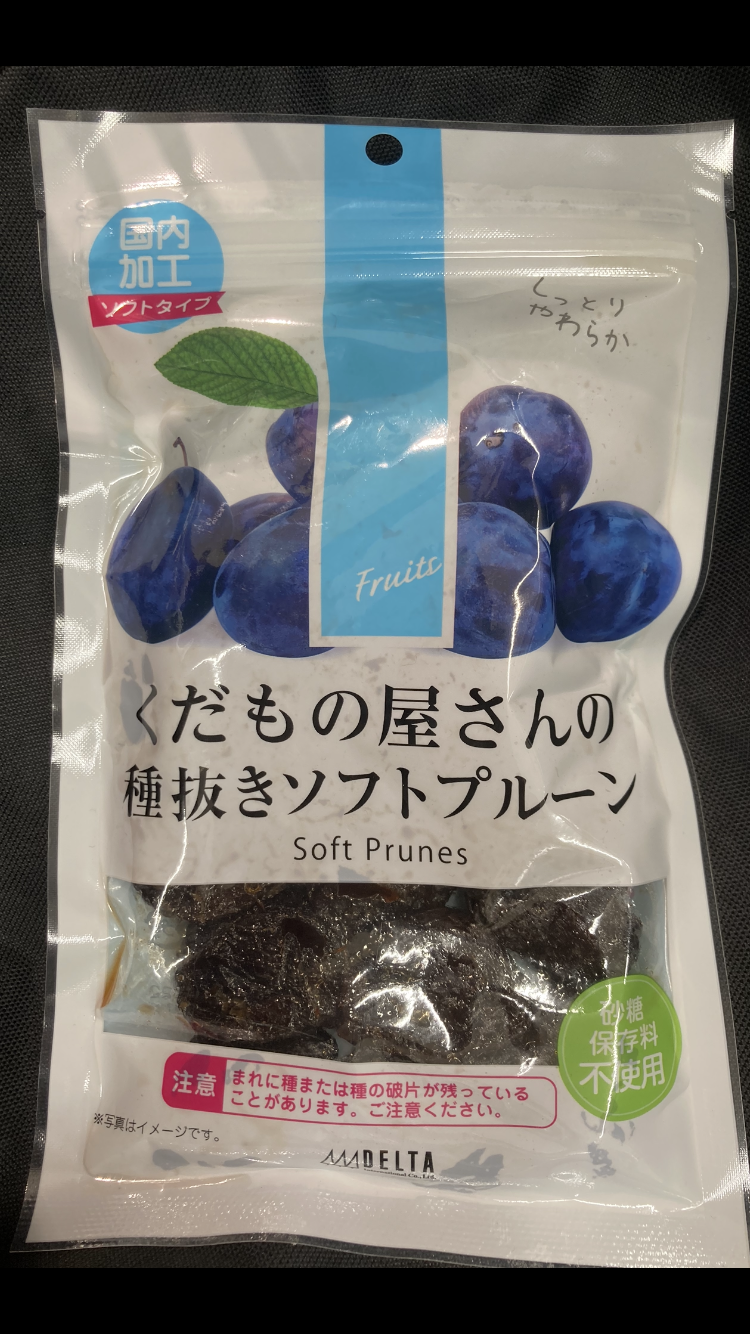 国内
加工
ソフトタイプ
しっとり
やわらか
Fruits
くだもの屋さんの
種抜きソフトプルーン
Soft Prunes
砂糖
保存料
不使用
注意
まれに種または種の破片が残っている
ことがあります。ご注意ください。
※写真はイメージです。
DELTA
International Co., Ltd.